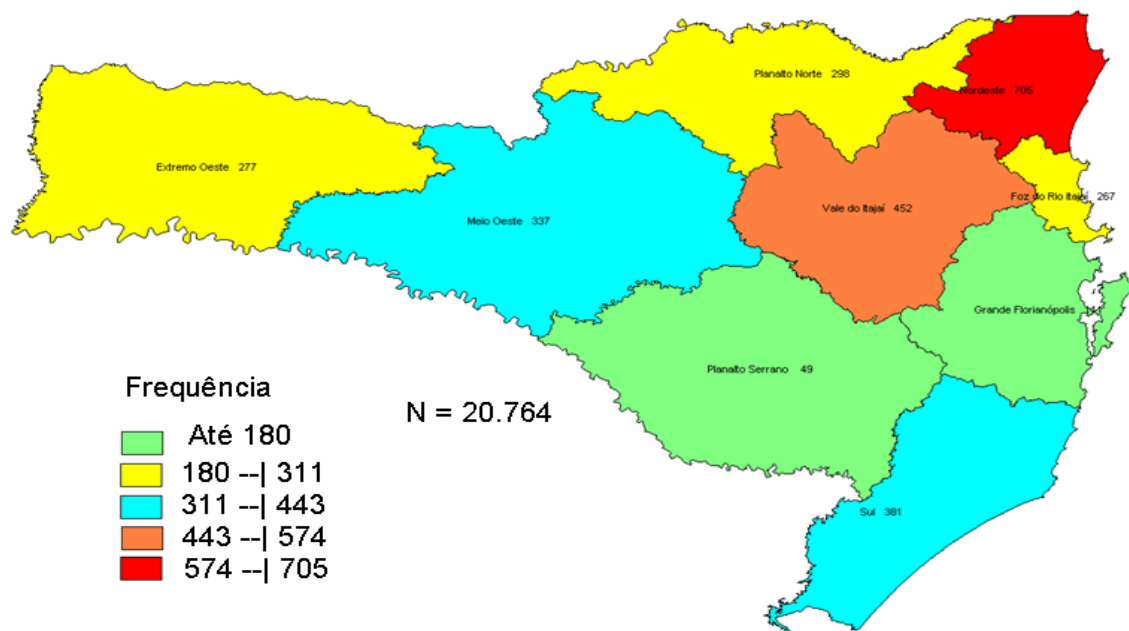 Planalto Norte 298
Nordeste 705
Extremo Oeste 277
Foz do Rio Itajaí 267
Vale do Itajaí 452
Meio Oeste 337
Grande Florianópolis
Planalto Serrano 49
Frequência
N = 20.764
Até 180
180 --| 311
311 --| 443
443 --| 574
574 --| 705
Sul 381